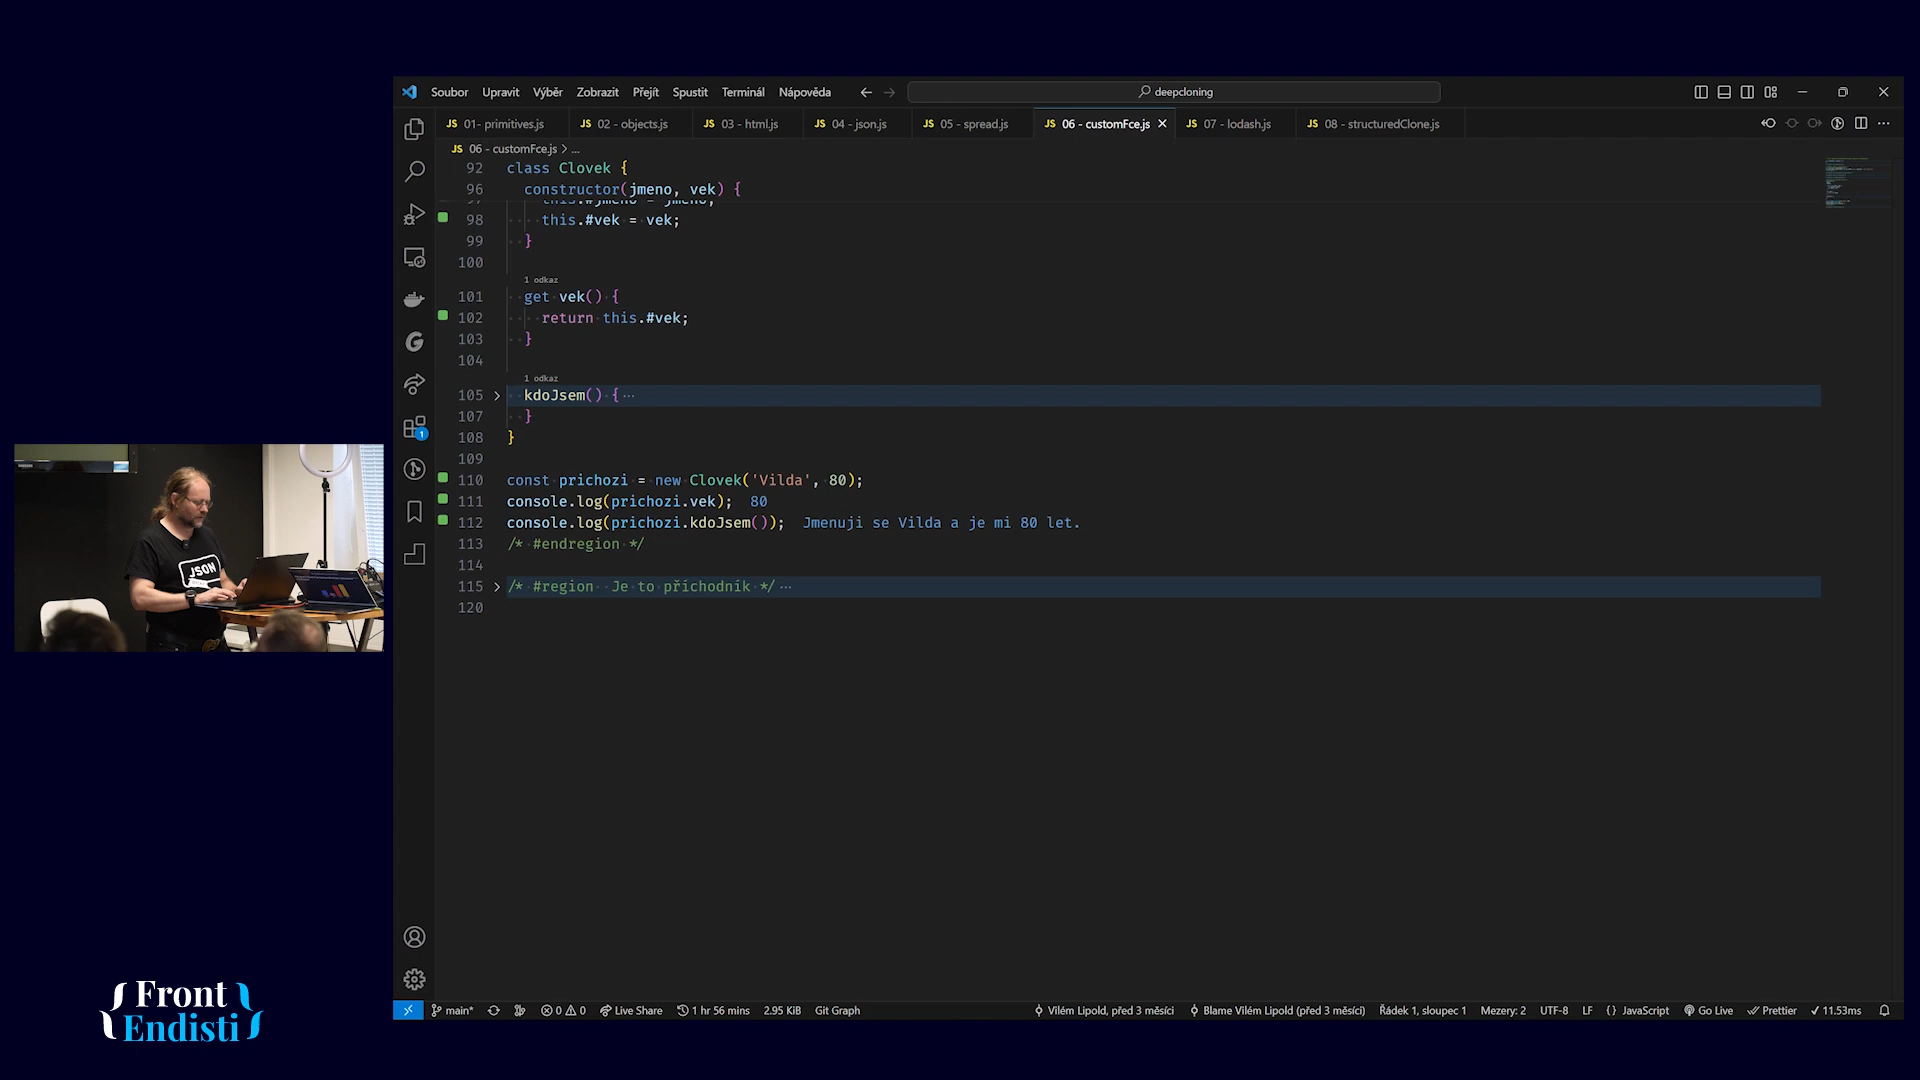 Soubor Upravit Výběr Zobrazit Přejít Spustit Terminál Nápověda
deepcloning
JS 01- primitives.js
JS 02 - objects.js
JS 03 - html.js
JS 04 - json.js
JS 05 - spread.js
JS 06 - customFce.js
JS 07 - lodash.js
JS 08 - structuredClone.js
JS 06 - customFce.js > ...
92 class Clovek {
96 constructor(jmeno, vek) {
97 this.#jmeno = jmeno;
98 this.#vek = vek;
99 }
100
1 odkaz
101 get vek() {
102 return this.#vek;
103 }
104
1 odkaz
105 kdoJsem() { ...
107 }
108 }
109
110 const prichozi = new Clovek('Vilda', 80);
111 console.log(prichozi.vek); 80
112 console.log(prichozi.kdoJsem()); Jmenuji se Vilda a je mi 80 let.
113 /* #endregion */
114
115 /* #region Je to příchodník */ ...
120
1
JSON
SAMSUNG
Front
Endisti
main* 0 0 Live Share 1 hr 56 mins 2.95 KiB Git Graph Vilém Lipold, před 3 měsíci Blame Vilém Lipold (před 3 měsíci) Řádek 1, sloupec 1 Mezery: 2 UTF-8 LF {} JavaScript Go Live Prettier 11.53ms